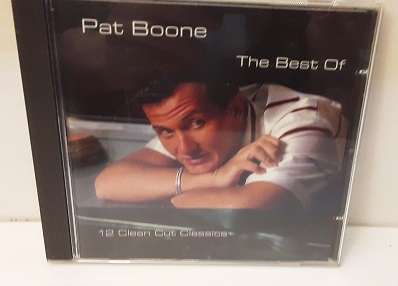 Pat Boone
The Best Of
12 Clean Cut Classics